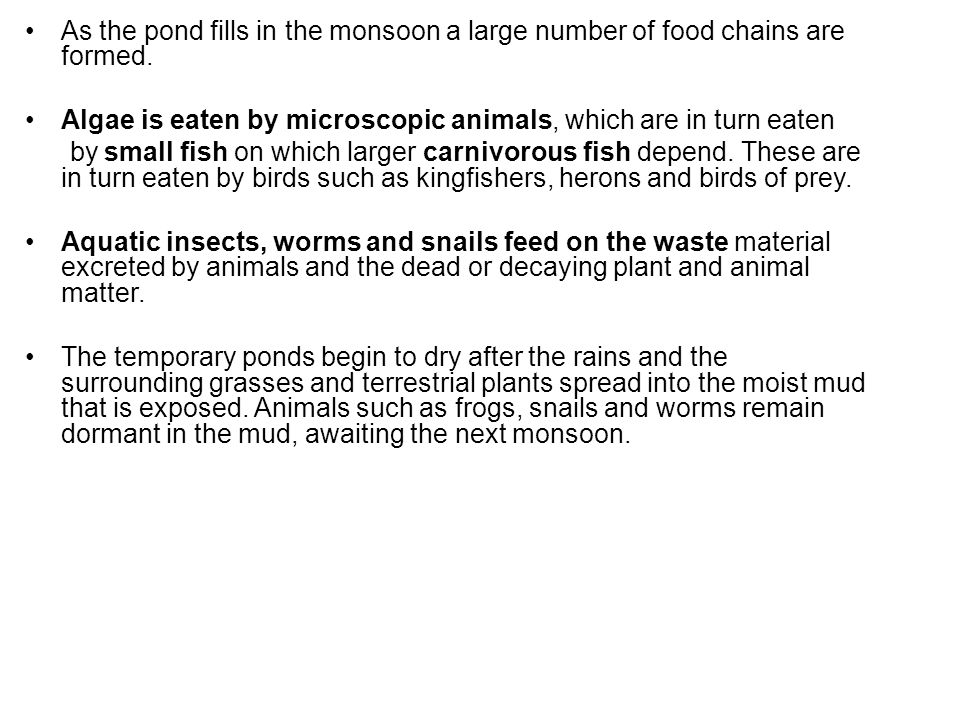 • As the pond fills in the monsoon a large number of food chains are
formed.
• Algae is eaten by microscopic animals, which are in turn eaten
by small fish on which larger carnivorous fish depend. These are
in turn eaten by birds such as kingfishers, herons and birds of prey.
• Aquatic insects, worms and snails feed on the waste material
excreted by animals and the dead or decaying plant and animal
matter.
• The temporary ponds begin to dry after the rains and the
surrounding grasses and terrestrial plants spread into the moist mud
that is exposed. Animals such as frogs, snails and worms remain
dormant in the mud, awaiting the next monsoon.